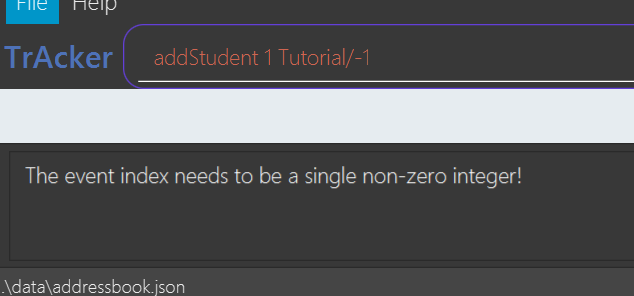 File Help
TrAcker
addStudent 1 Tutorial/-1
The event index needs to be a single non-zero integer!
.\data\addressbook.json